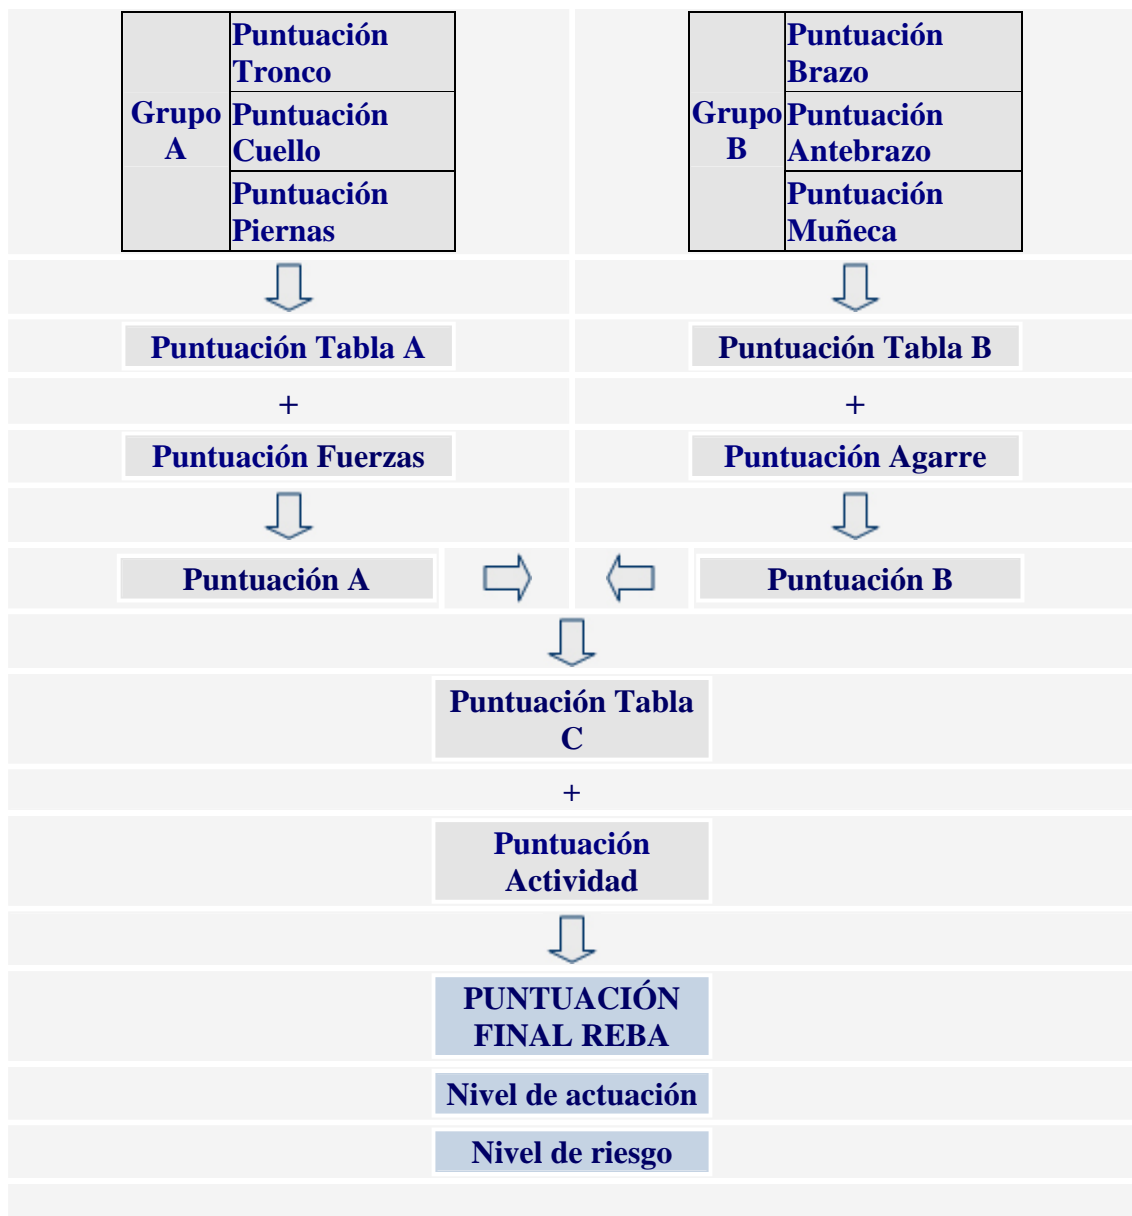 Grupo
A
Puntuación
Tronco
Puntuación
Cuello
Puntuación
Piernas
Grupo
B
Puntuación
Brazo
Puntuación
Antebrazo
Puntuación
Muñeca
Puntuación Tabla A
Puntuación Tabla B
+
+
Puntuación Fuerzas
Puntuación Agarre
Puntuación A
Puntuación B
Puntuación Tabla
C
+
Puntuación
Actividad
PUNTUACIÓN
FINAL REBA
Nivel de actuación
Nivel de riesgo